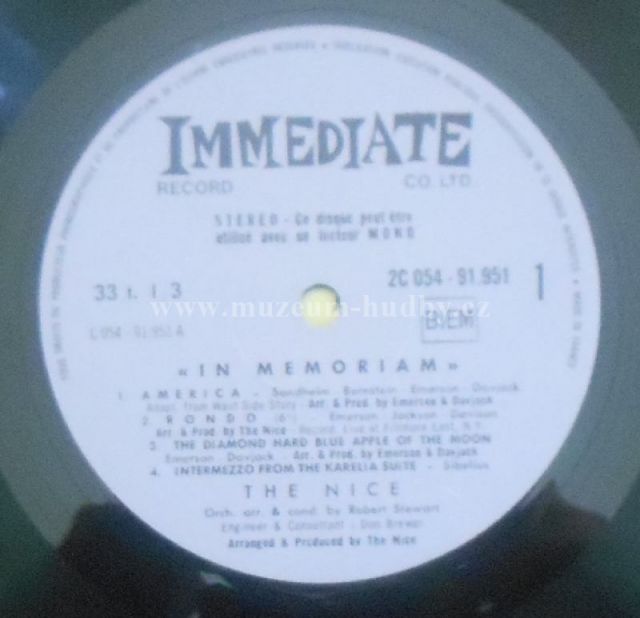 IMMEDIATE
RECORD CO. LTD.
STEREO - Ce disque peut être
utilisé avec un lecteur MONO
33 t. 1/3 2C 054 - 91.951 1
www.muzeum-hudby.cz
C 054 - 91.951 A BIEM
«IN MEMORIAM»
1. AMERICA - Sondheim - Bernstein - Emerson - Davjack
Adapt. from West Side Story - Arr. & Prod. by Emerson & Davjack
2. RONDO - Emerson - Jackson - Davison
Arr. & Prod. by The Nice - Record. Live at Fillmore East, N.Y.
3. THE DIAMOND HARD BLUE APPLE OF THE MOON
Emerson - Davjack - Arr. & Prod. by Emerson & Davjack
4. INTERMEZZO FROM THE KARELIA SUITE - Sibelius
THE NICE
Orch. arr. & cond. by Robert Stewart
Engineer & Consultant : Don Brewer
Arranged & Produced by The Nice
MADE IN FRANCE